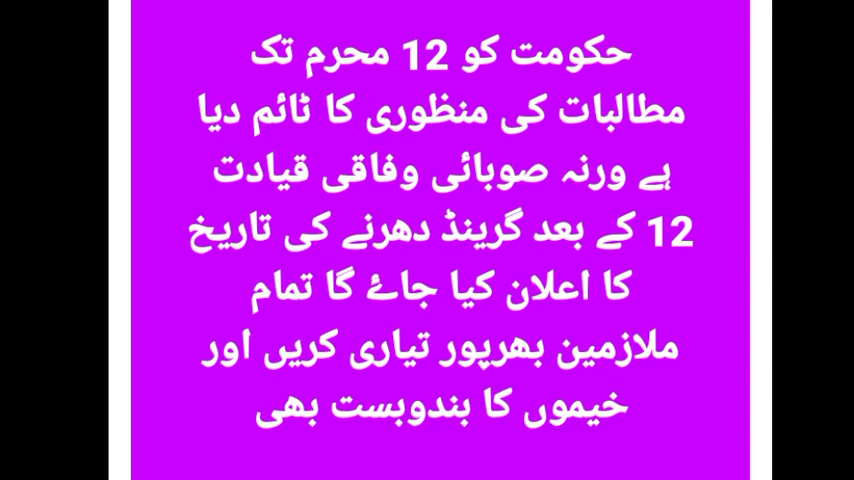 حکومت کو 12 محرم تک
مطالبات کی منظوری کا ٹائم دیا
ہے ورنہ صوبائی وفاقی قیادت
12 کے بعد گرینڈ دھرنے کی تاریخ
کا اعلان کیا جاۓ گا تمام
ملازمین بھرپور تیاری کریں اور
خیموں کا بندوبست بھی